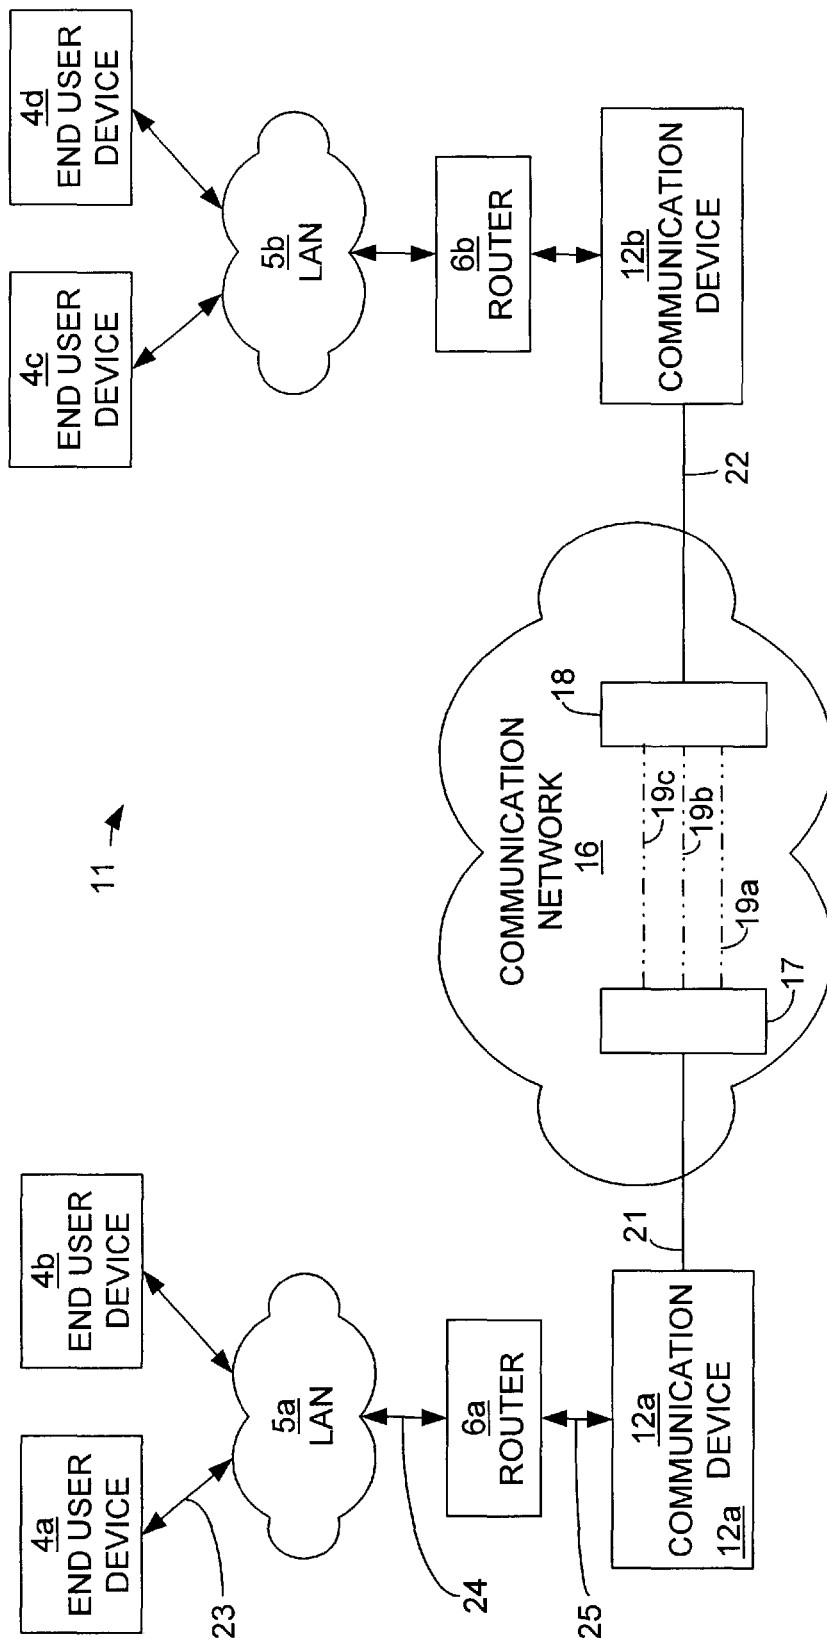 11
4a
END USER
DEVICE
4b
END USER
DEVICE
4c
END USER
DEVICE
4d
END USER
DEVICE
23
5a
LAN
5b
LAN
24
6a
ROUTER
6b
ROUTER
25
12a
COMMUNICATION
DEVICE
12a
21
COMMUNICATION
NETWORK
16
17
18
19c
19b
19a
22
12b
COMMUNICATION
DEVICE